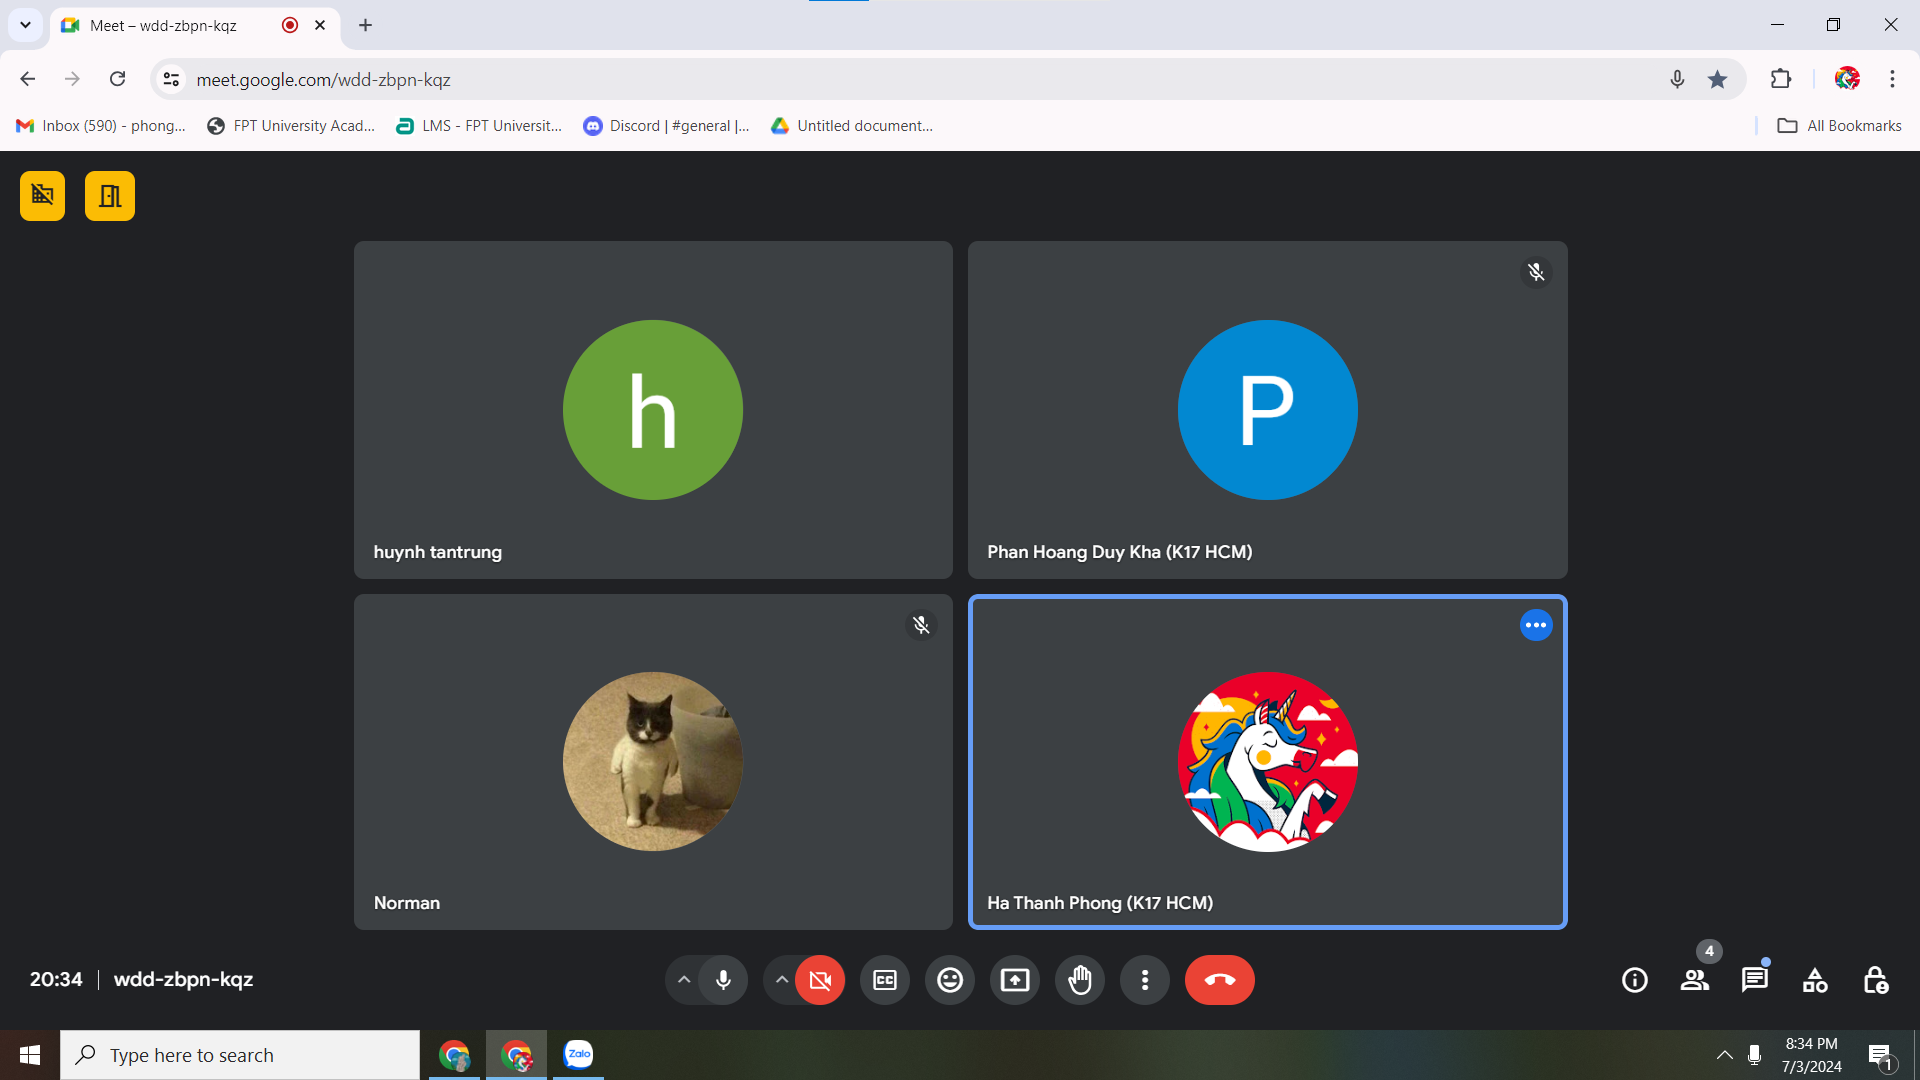 Meet – wdd-zbpn-kqz
meet.google.com/wdd-zbpn-kqz
Inbox (590) - phong...
FPT University Acad...
LMS - FPT Universit...
Discord | #general |...
Untitled document...
All Bookmarks
h
P
huynh tantrung
Phan Hoang Duy Kha (K17 HCM)
Norman
Ha Thanh Phong (K17 HCM)
20:34
wdd-zbpn-kqz
CC
4
Type here to search
Zalo
8:34 PM
7/3/2024
1